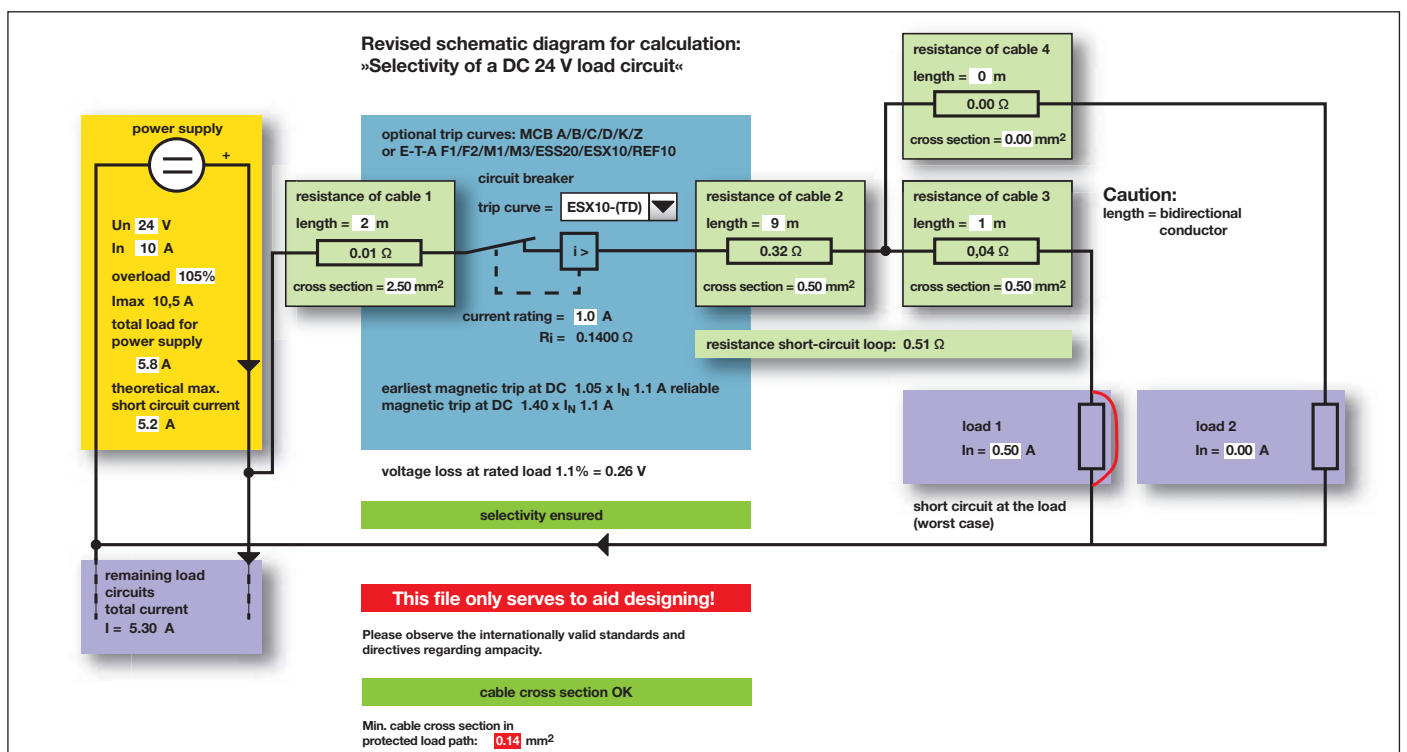 Revised schematic diagram for calculation:
»Selectivity of a DC 24 V load circuit«
power supply
+
Un 24 V
In 10 A
overload 105%
Imax 10,5 A
total load for
power supply
5.8 A
theoretical max.
short circuit current
5.2 A
resistance of cable 1
length = 2 m
0.01 Ω
cross section = 2.50 mm²
optional trip curves: MCB A/B/C/D/K/Z
or E-T-A F1/F2/M1/M3/ESS20/ESX10/REF10
circuit breaker
trip curve = ESX10-(TD)
i >
current rating = 1.0 A
Ri = 0.1400 Ω
earliest magnetic trip at DC 1.05 x IN 1.1 A reliable
magnetic trip at DC 1.40 x IN 1.1 A
resistance of cable 2
length = 9 m
0.32 Ω
cross section = 0.50 mm²
resistance of cable 4
length = 0 m
0.00 Ω
cross section = 0.00 mm²
resistance of cable 3
length = 1 m
0,04 Ω
cross section = 0.50 mm²
Caution:
length = bidirectional
conductor
resistance short-circuit loop: 0.51 Ω
load 1
In = 0.50 A
load 2
In = 0.00 A
short circuit at the load
(worst case)
voltage loss at rated load 1.1% = 0.26 V
selectivity ensured
remaining load
circuits
total current
I = 5.30 A
This file only serves to aid designing!
Please observe the internationally valid standards and
directives regarding ampacity.
cable cross section OK
Min. cable cross section in
protected load path: 0.14 mm²